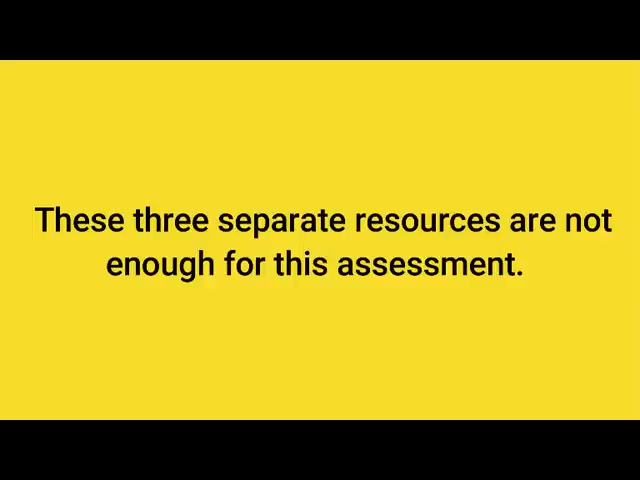 These three separate resources are not
enough for this assessment.